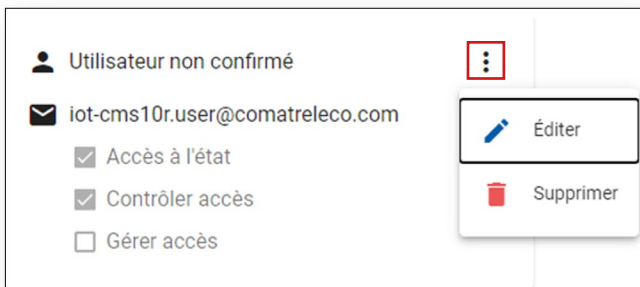 Utilisateur non confirmé
iot-cms10r.user@comatreleco.com
Accès à l'état
Contrôler accès
Gérer accès
Éditer
Supprimer